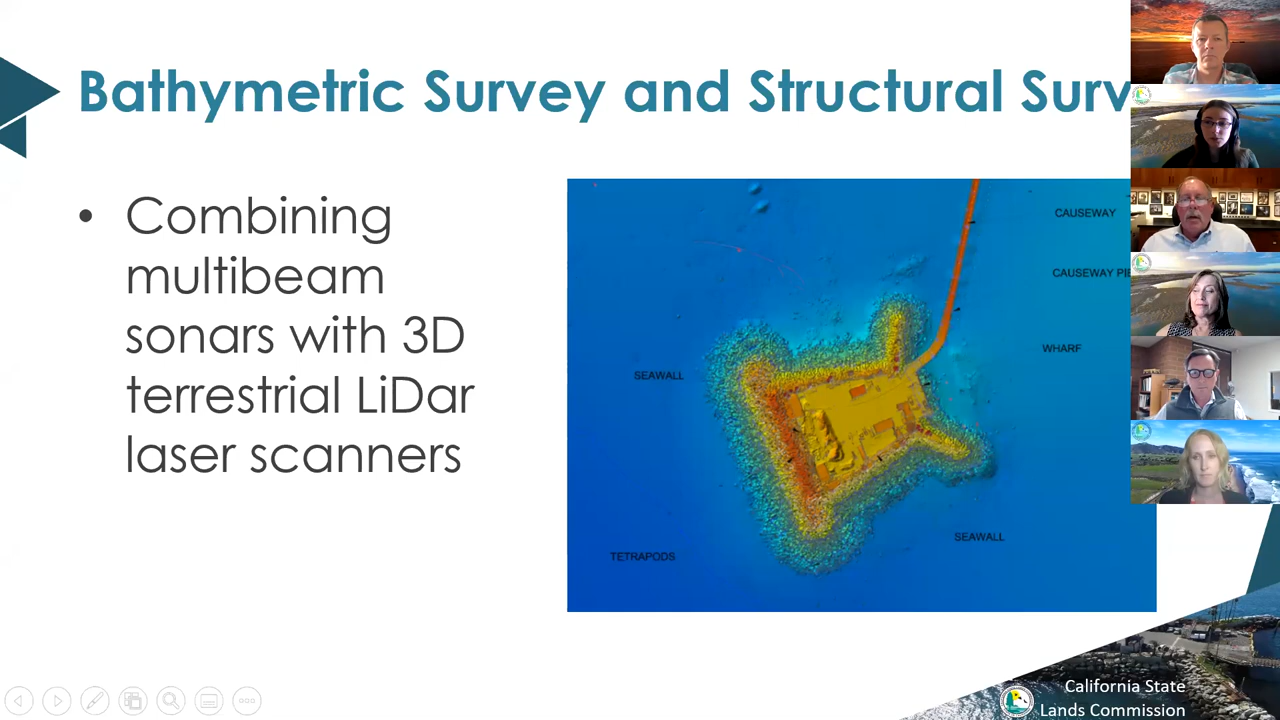 Bathymetric Survey and Structural Surv
• Combining
multibeam
sonars with 3D
terrestrial LiDar
laser scanners
CAUSEWAY
CAUSEWAY PIE
WHARF
SEAWALL
SEAWALL
TETRAPODS
California State
Lands Commission